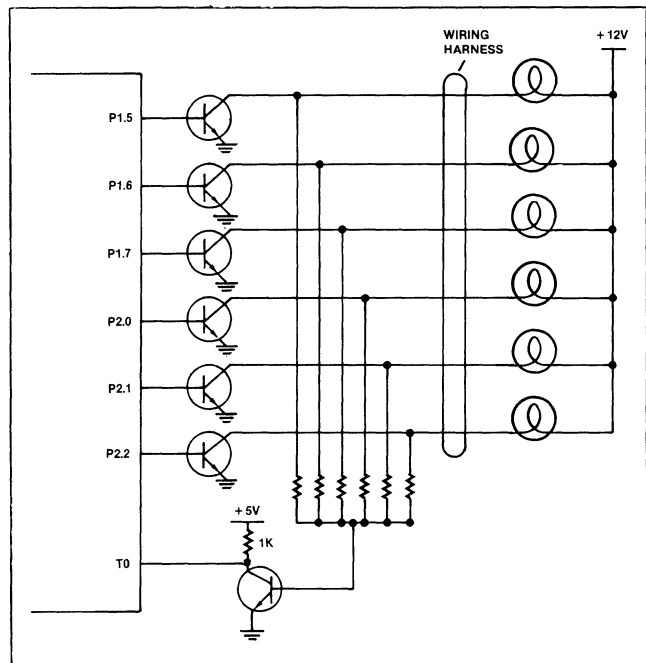 WIRING
HARNESS
+ 12V
P1.5
P1.6
P1.7
P2.0
P2.1
P2.2
+ 5V
1K
T0